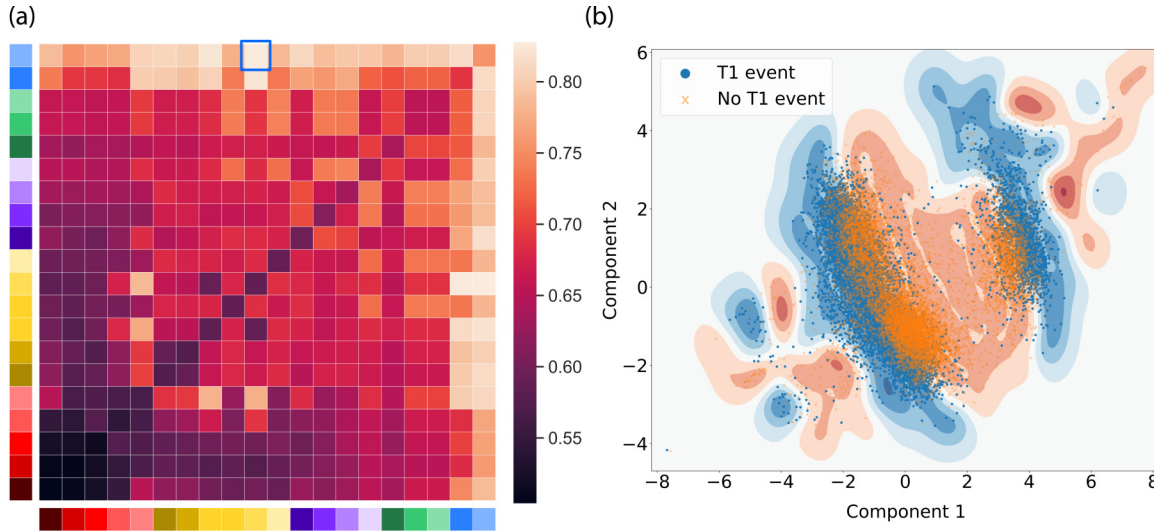 (a)
0.80
0.75
0.70
0.65
0.60
0.55
(b)
T1 event
No T1 event
6
4
2
0
−2
−4
Component 2
−8 −6 −4 −2 0 2 4 6 8
Component 1